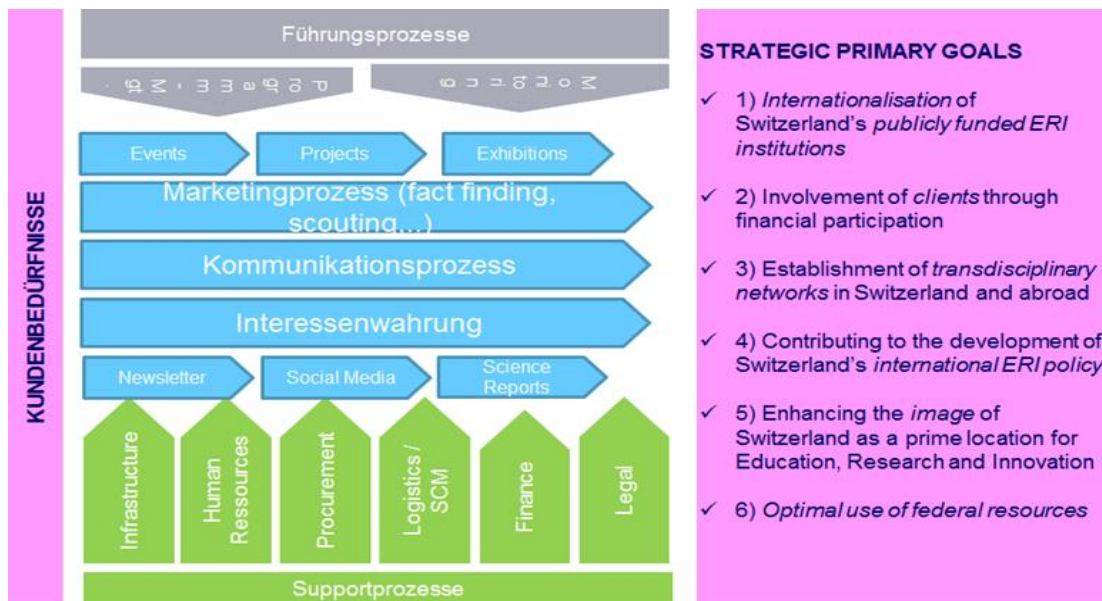 KUNDENBEDÜRFNISSE
Führungsprozesse
Programm-Mgt.
Monitoring
Events
Projects
Exhibitions
Marketingprozess (fact finding,
scouting...)
Kommunikationsprozess
Interessenwahrung
Newsletter
Social Media
Science
Reports
Infrastructure
Human
Ressources
Procurement
Logistics /
SCM
Finance
Legal
Supportprozesse
STRATEGIC PRIMARY GOALS
✓ 1) Internationalisation of
Switzerland's publicly funded ERI
institutions
✓ 2) Involvement of clients through
financial participation
✓ 3) Establishment of transdisciplinary
networks in Switzerland and abroad
✓ 4) Contributing to the development of
Switzerland's international ERI policy
✓ 5) Enhancing the image of
Switzerland as a prime location for
Education, Research and Innovation
✓ 6) Optimal use of federal resources